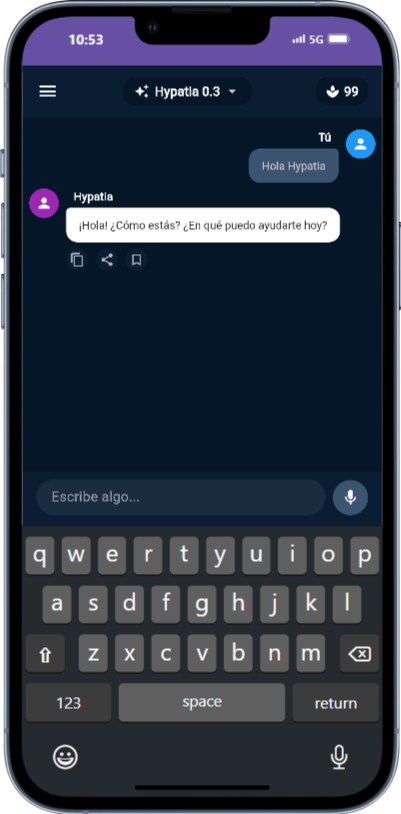 10:53
5G
Hypatia 0.3
99
Tú
Hola Hypatia
Hypatia
¡Hola! ¿Cómo estás? ¿En qué puedo ayudarte hoy?
Escribe algo...
q w e r t y u i o p
a s d f g h j k l
z x c v b n m
123 space return